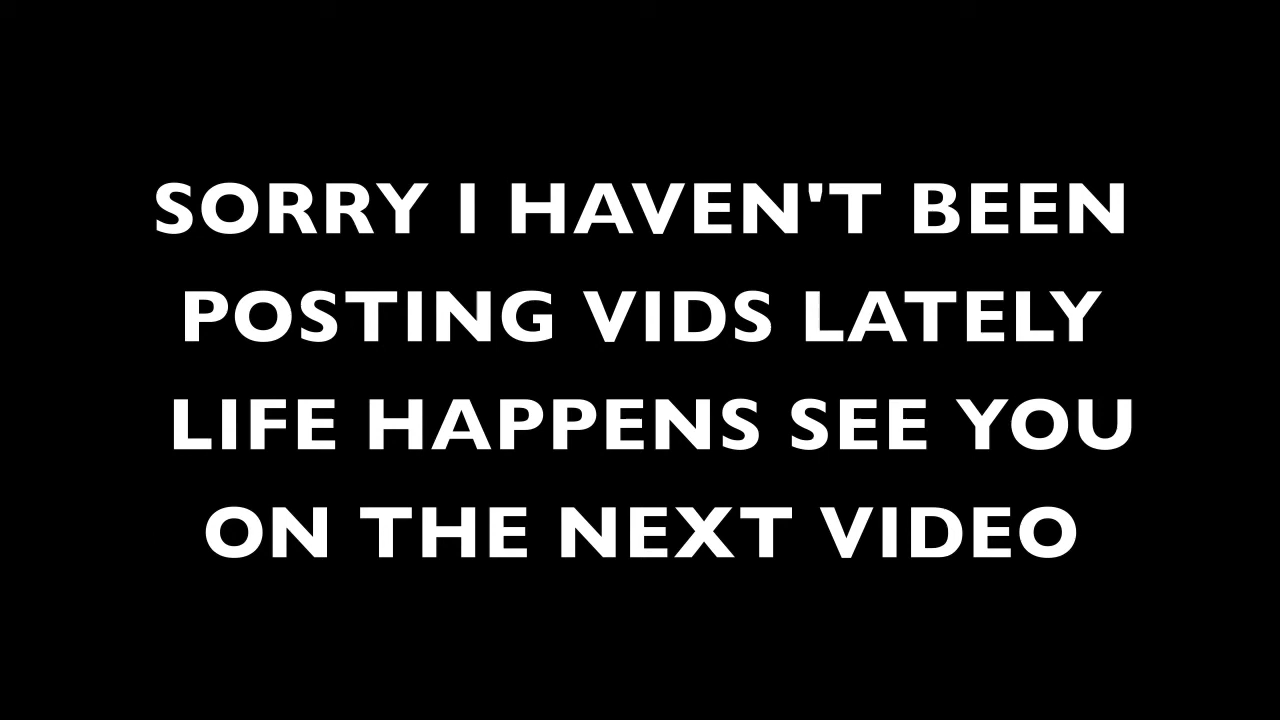 SORRY I HAVEN'T BEEN
POSTING VIDS LATELY
LIFE HAPPENS SEE YOU
ON THE NEXT VIDEO